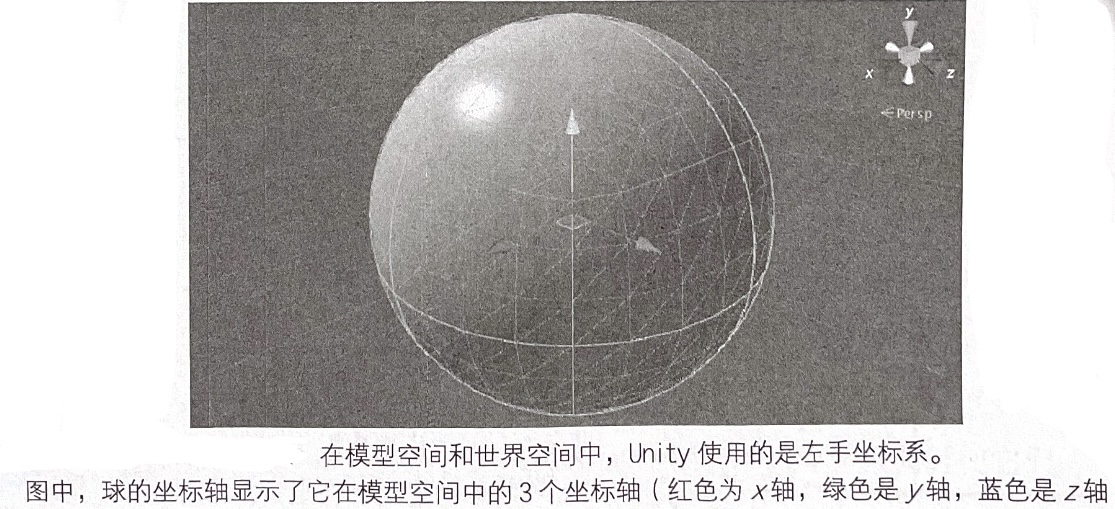 y
x
z
<Persp
在模型空间和世界空间中，Unity 使用的是左手坐标系。
图中，球的坐标轴显示了它在模型空间中的3个坐标轴（红色为x轴，绿色是y轴，蓝色是z轴